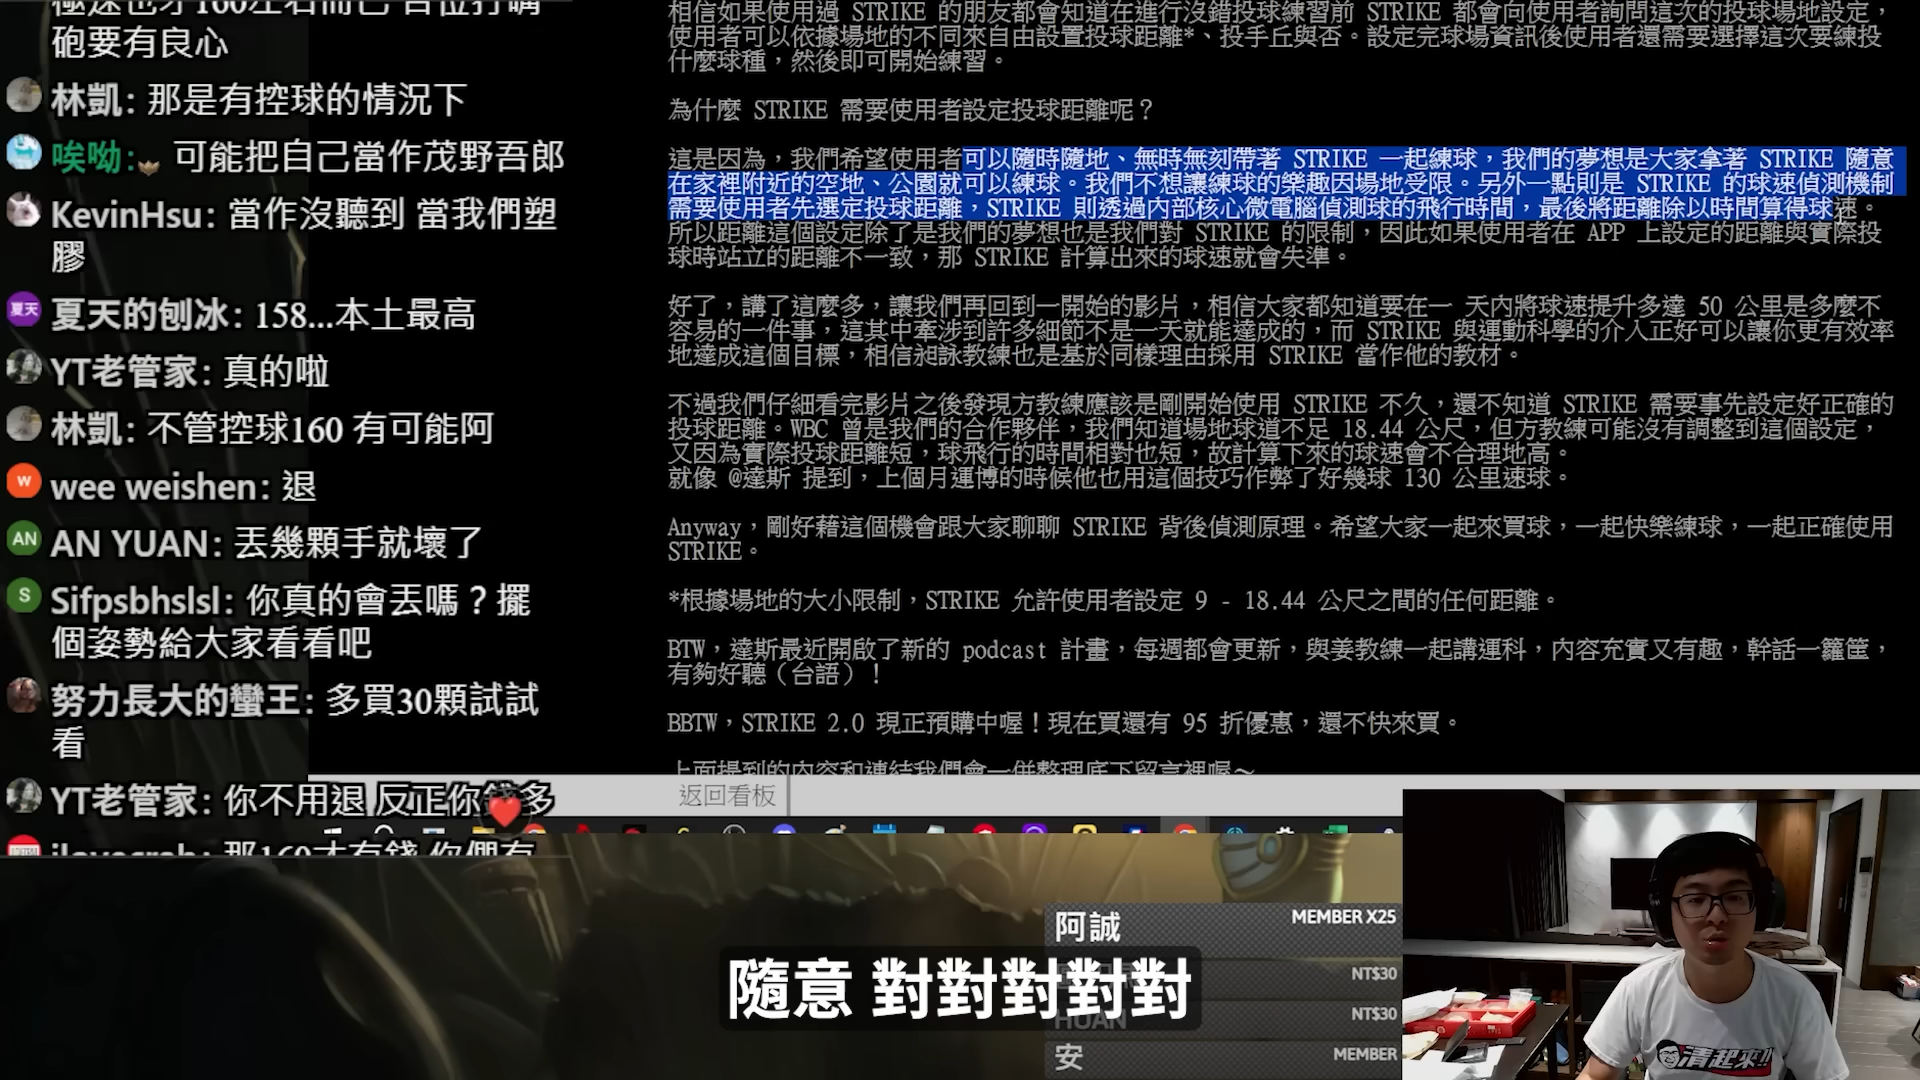 砲要有良心
林凱: 那是有控球的情況下
唉呦: 可能把自己當作茂野吾郎
KevinHsu: 當作沒聽到 當我們塑
膠
夏天
夏天的刨冰: 158...本土最高
YT老管家: 真的啦
林凱: 不管控球160 有可能阿
W
wee weishen: 退
AN
AN YUAN: 丟幾顆手就壞了
S
Sifpsbhslsl: 你真的會丟嗎？擺
個姿勢給大家看看吧
努力長大的蠻王: 多買30顆試試
看
YT老管家: 你不用退 反正你錢多
相信如果使用過 STRIKE 的朋友都會知道在進行沒錯投球練習前 STRIKE 都會向使用者詢問這次的投球場地設定，
使用者可以依據場地的不同來自由設置投球距離*、投手丘與否。設定完球場資訊後使用者還需要選擇這次要練投
什麼球種，然後即可開始練習。
為什麼 STRIKE 需要使用者設定投球距離呢？
這是因為，我們希望使用者可以隨時隨地、無時無刻帶著 STRIKE 一起練球，我們的夢想是大家拿著 STRIKE 隨意
在家裡附近的空地、公園就可以練球。我們不想讓練球的樂趣因場地受限。另外一點則是 STRIKE 的球速偵測機制
需要使用者先選定投球距離，STRIKE 則透過內部核心微電腦偵測球的飛行時間，最後將距離除以時間算得球速。
所以距離這個設定除了是我們的夢想也是我們對 STRIKE 的限制，因此如果使用者在 APP 上設定的距離與實際投
球時站立的距離不一致，那 STRIKE 計算出來的球速就會失準。
好了，講了這麼多，讓我們再回到一開始的影片，相信大家都知道要在一 天內將球速提升多達 50 公里是多麼不
容易的一件事，這其中牽涉到許多細節不是一天就能達成的，而 STRIKE 與運動科學的介入正好可以讓你更有效率
地達成這個目標，相信昶詠教練也是基於同樣理由採用 STRIKE 當作他的教材。
不過我們仔細看完影片之後發現方教練應該是剛開始使用 STRIKE 不久，還不知道 STRIKE 需要事先設定好正確的
投球距離。WBC 曾是我們的合作夥伴，我們知道場地球道不足 18.44 公尺，但方教練可能沒有調整到這個設定，
又因為實際投球距離短，球飛行的時間相對也短，故計算下來的球速會不合理地高。
就像 @達斯 提到，上個月運博的時候他也用這個技巧作弊了好幾球 130 公里速球。
Anyway，剛好藉這個機會跟大家聊聊 STRIKE 背後偵測原理。希望大家一起來買球，一起快樂練球，一起正確使用
STRIKE。
*根據場地的大小限制，STRIKE 允許使用者設定 9 - 18.44 公尺之間的任何距離。
BTW，達斯最近開啟了新的 podcast 計畫，每週都會更新，與姜教練一起講運科，內容充實又有趣，幹話一籮筐，
有夠好聽（台語）！
BBTW，STRIKE 2.0 現正預購中喔！現在買還有 95 折優惠，還不快來買。
上面提到的內容和連結我們會一併整理底下留言裡喔～
返回看板
阿誠 MEMBER X25
NT$30
HUAN NT$30
安 MEMBER
隨意 對對對對對
清起來!!